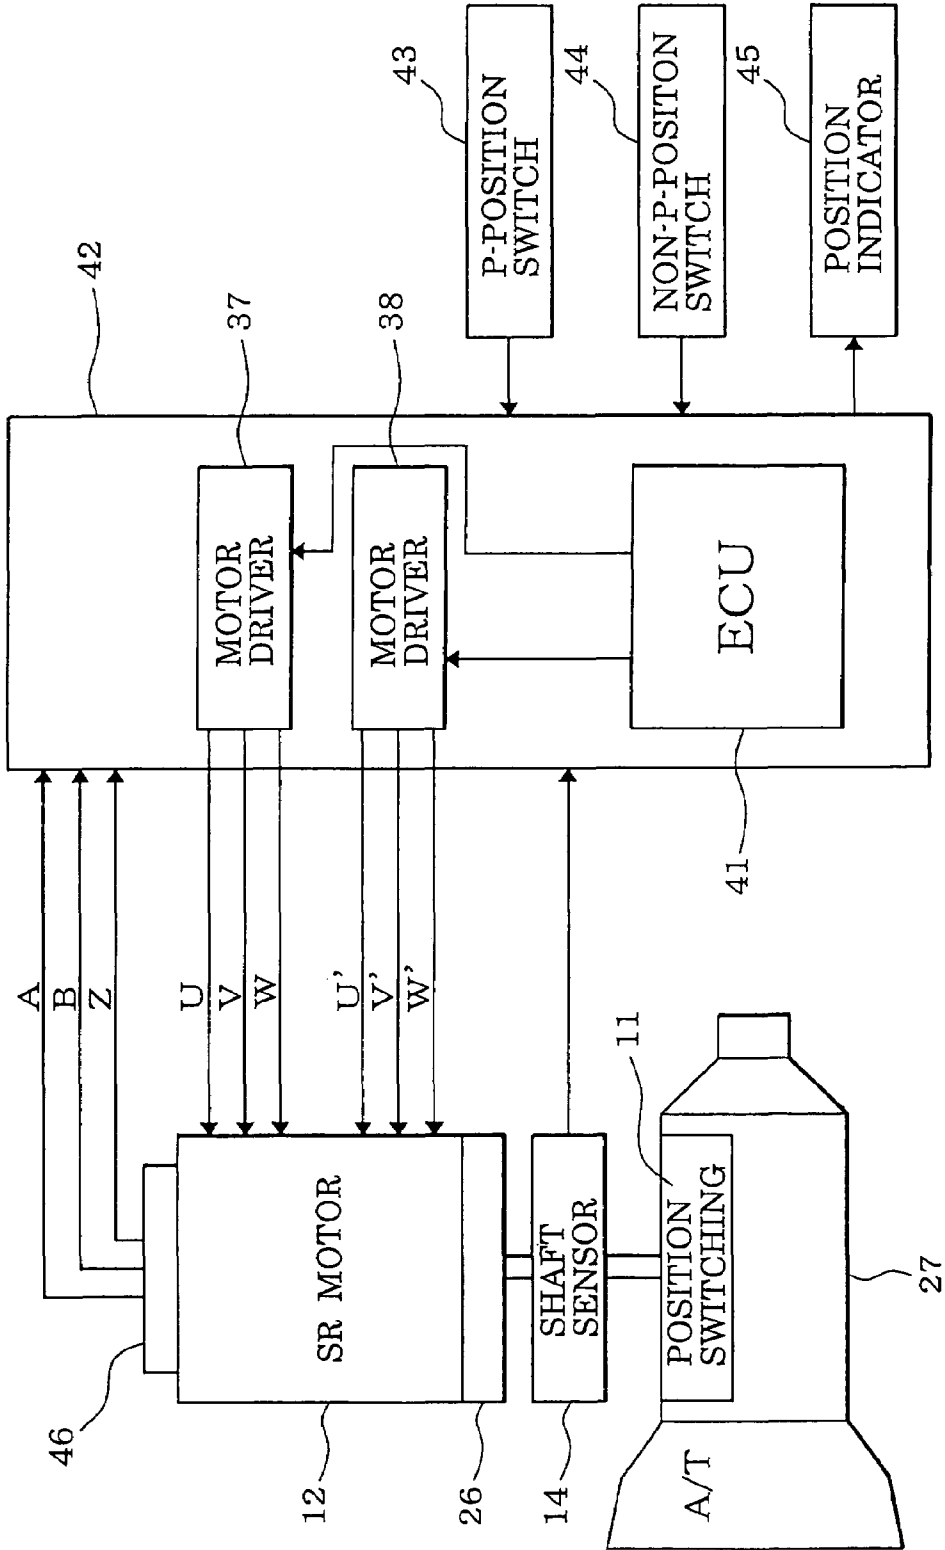 46
12
26
14
A/T
27
SR MOTOR
SHAFT
SENSOR
POSITION
SWITCHING
11
A
B
Z
U
V
W
U'
V'
W'
41
MOTOR
DRIVER
MOTOR
DRIVER
ECU
42
37
38
P-POSITION
SWITCH
NON-P-POSITON
SWITCH
POSITION
INDICATOR
43
44
45